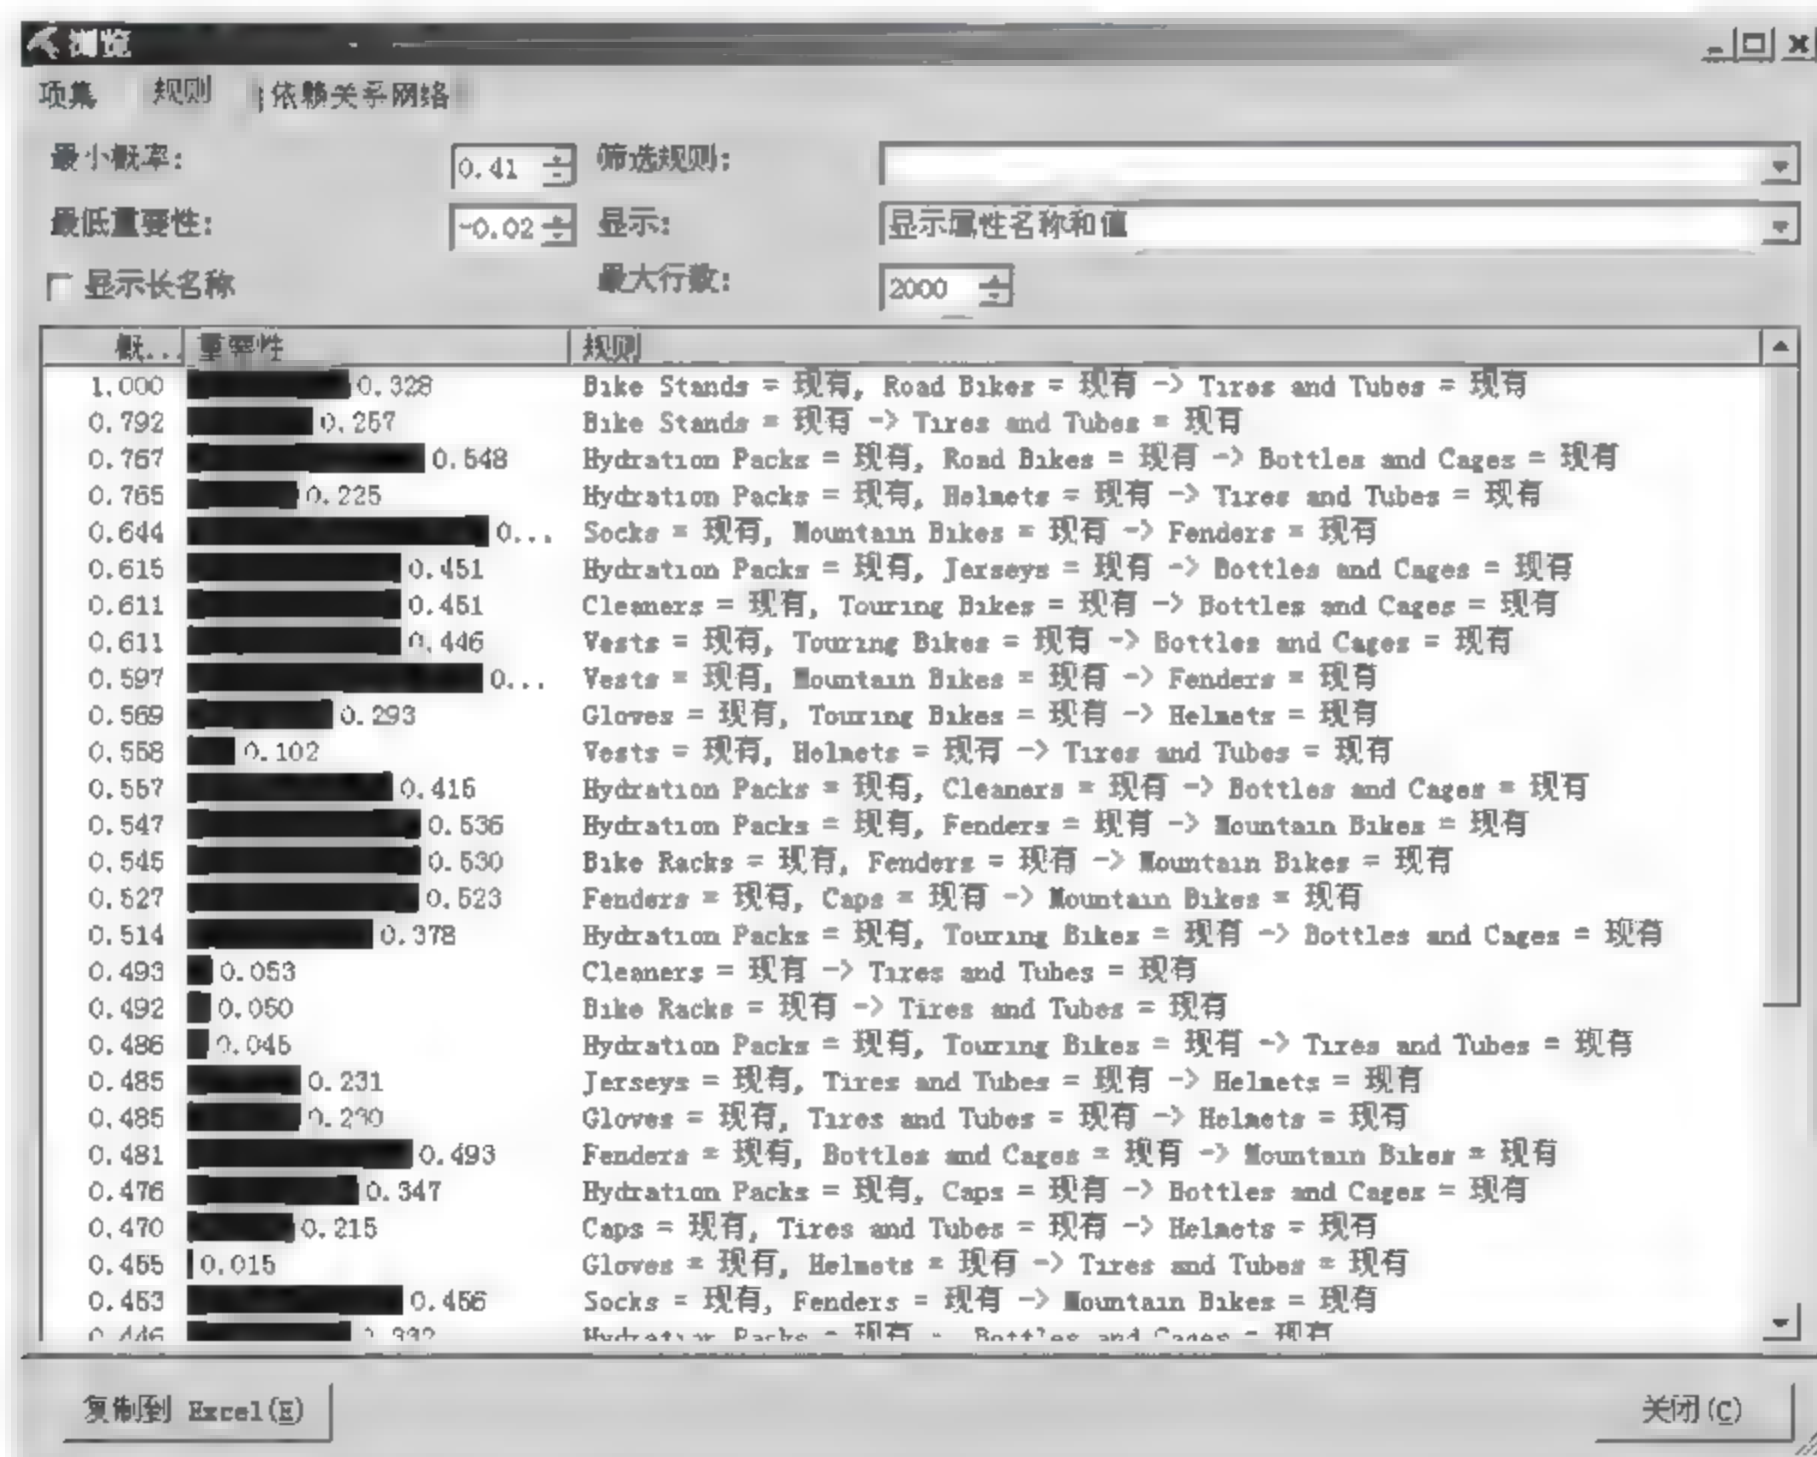 浏览
项集 规则 依赖关系网络
最小概率: 0.41 筛选规则:
最低重要性: -0.02 显示: 显示属性名称和值
显示长名称 最大行数: 2000
概... 重要性 规则
1.000 0.328 Bike Stands = 现有, Road Bikes = 现有 -> Tires and Tubes = 现有
0.792 0.257 Bike Stands = 现有 -> Tires and Tubes = 现有
0.767 0.548 Hydration Packs = 现有, Road Bikes = 现有 -> Bottles and Cages = 现有
0.765 0.225 Hydration Packs = 现有, Helmets = 现有 -> Tires and Tubes = 现有
0.644 0... Socks = 现有, Mountain Bikes = 现有 -> Fenders = 现有
0.615 0.451 Hydration Packs = 现有, Jerseys = 现有 -> Bottles and Cages = 现有
0.611 0.451 Cleaners = 现有, Touring Bikes = 现有 -> Bottles and Cages = 现有
0.611 0.446 Vests = 现有, Touring Bikes = 现有 -> Bottles and Cages = 现有
0.597 0... Vests = 现有, Mountain Bikes = 现有 -> Fenders = 现有
0.569 0.293 Gloves = 现有, Touring Bikes = 现有 -> Helmets = 现有
0.558 0.102 Vests = 现有, Helmets = 现有 -> Tires and Tubes = 现有
0.557 0.415 Hydration Packs = 现有, Cleaners = 现有 -> Bottles and Cages = 现有
0.547 0.536 Hydration Packs = 现有, Fenders = 现有 -> Mountain Bikes = 现有
0.545 0.530 Bike Racks = 现有, Fenders = 现有 -> Mountain Bikes = 现有
0.527 0.523 Fenders = 现有, Caps = 现有 -> Mountain Bikes = 现有
0.514 0.378 Hydration Packs = 现有, Touring Bikes = 现有 -> Bottles and Cages = 现有
0.493 0.053 Cleaners = 现有 -> Tires and Tubes = 现有
0.492 0.050 Bike Racks = 现有 -> Tires and Tubes = 现有
0.486 0.045 Hydration Packs = 现有, Touring Bikes = 现有 -> Tires and Tubes = 现有
0.485 0.231 Jerseys = 现有, Tires and Tubes = 现有 -> Helmets = 现有
0.485 0.230 Gloves = 现有, Tires and Tubes = 现有 -> Helmets = 现有
0.481 0.493 Fenders = 现有, Bottles and Cages = 现有 -> Mountain Bikes = 现有
0.476 0.347 Hydration Packs = 现有, Caps = 现有 -> Bottles and Cages = 现有
0.470 0.215 Caps = 现有, Tires and Tubes = 现有 -> Helmets = 现有
0.455 0.015 Gloves = 现有, Helmets = 现有 -> Tires and Tubes = 现有
0.453 0.456 Socks = 现有, Fenders = 现有 -> Mountain Bikes = 现有
0.446 0.332 Hydration Packs = 现有 -> Bottles and Cages = 现有
复制到 Excel(E) 关闭(C)